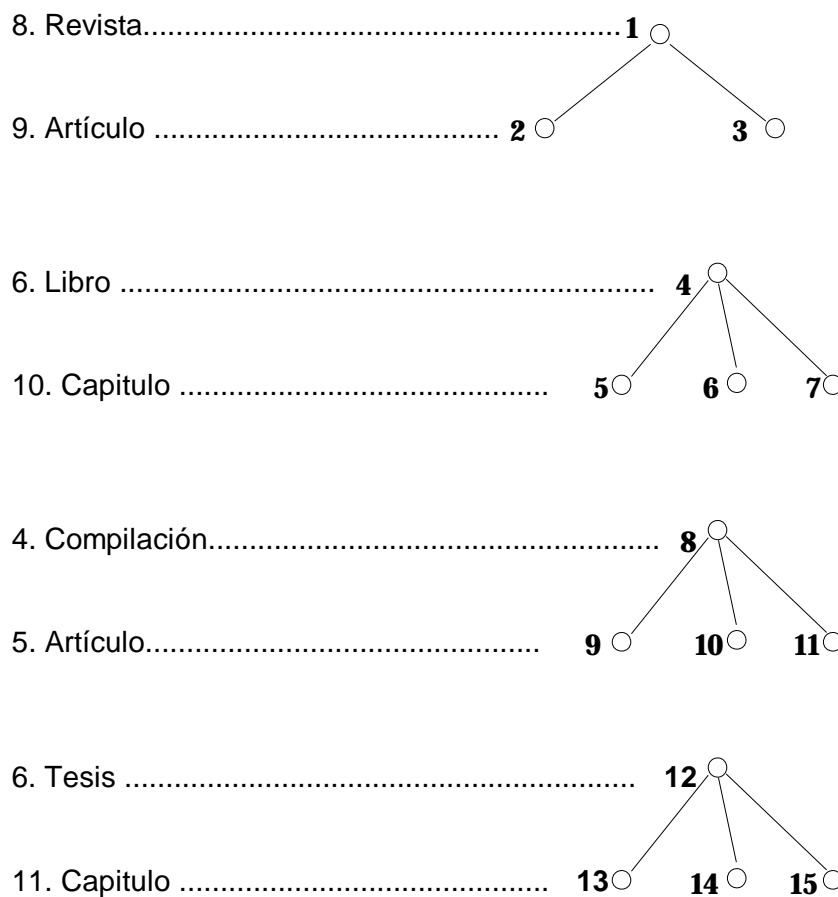 8. Revista.......................................................... 1
9. Artículo .......................................... 2 3
6. Libro ................................................................. 4
10. Capitulo ............................................. 5 6 7
4. Compilación....................................................... 8
5. Artículo................................................ 9 10 11
6. Tesis .............................................................. 12
11. Capitulo ............................................. 13 14 15